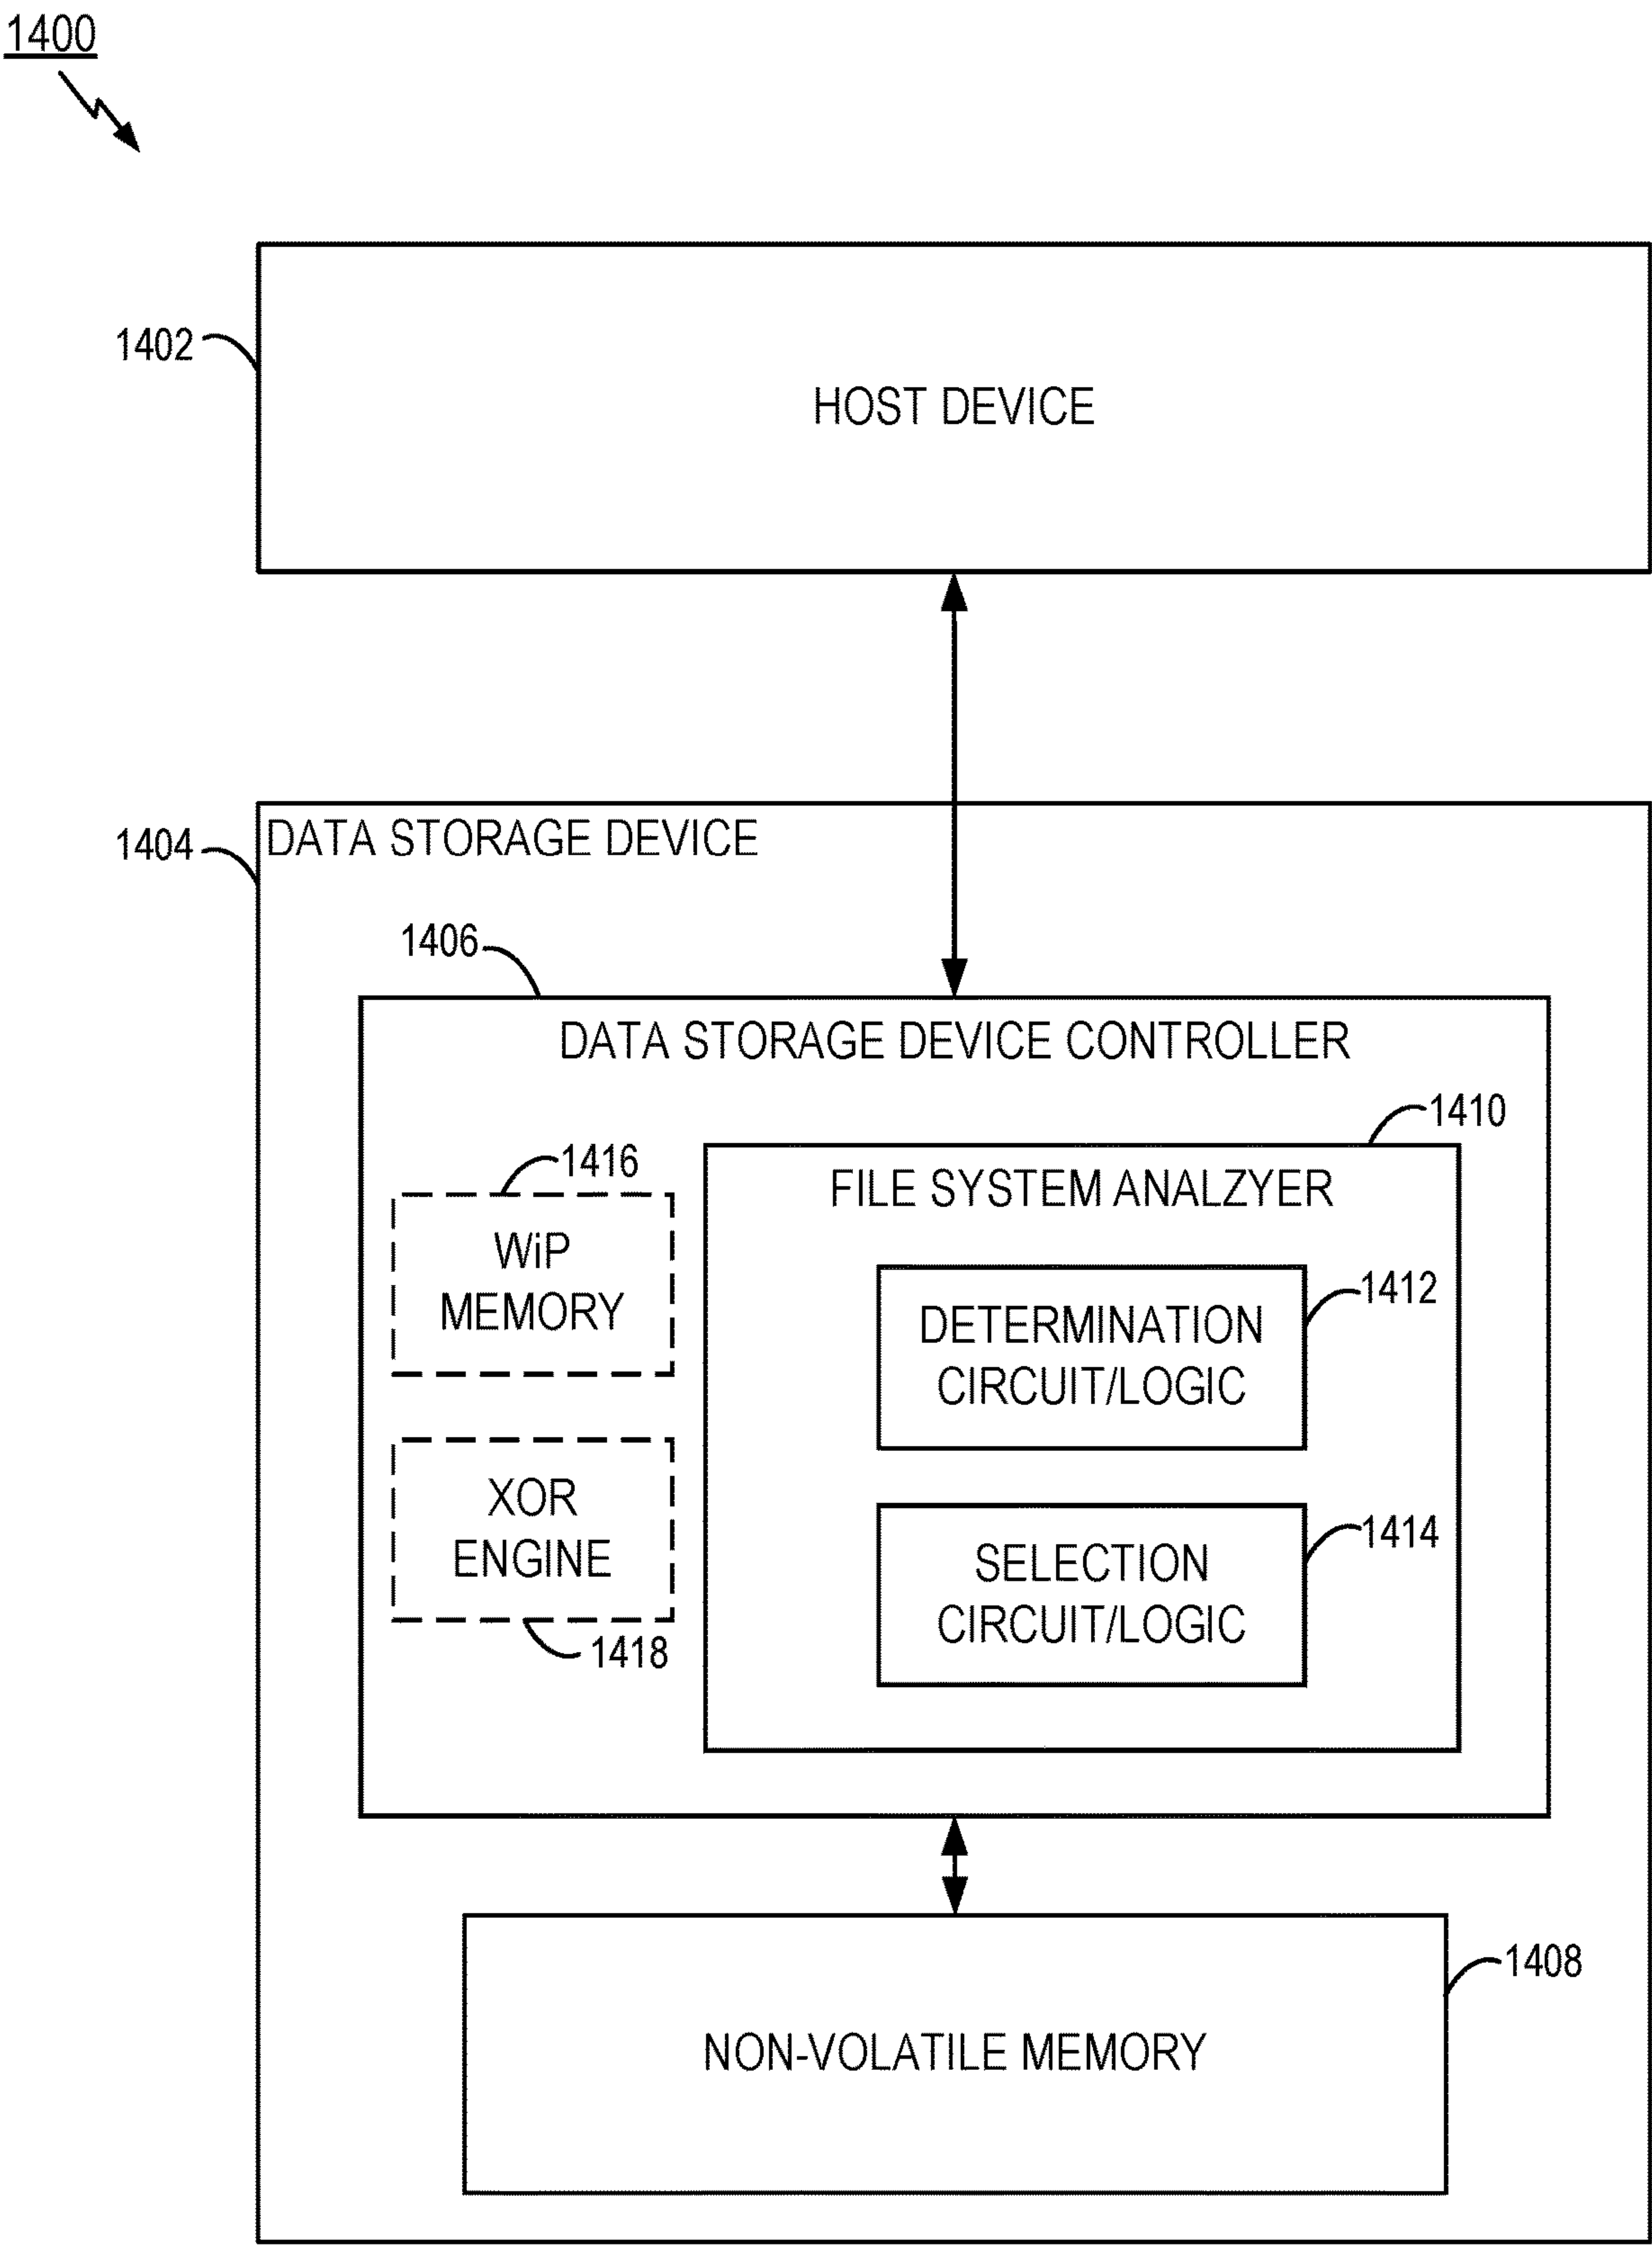 1400
1402
HOST DEVICE
1404
DATA STORAGE DEVICE
1406
DATA STORAGE DEVICE CONTROLLER
1410
FILE SYSTEM ANALZYER
1416
WiP
MEMORY
1412
DETERMINATION
CIRCUIT/LOGIC
XOR
ENGINE
1418
1414
SELECTION
CIRCUIT/LOGIC
1408
NON-VOLATILE MEMORY